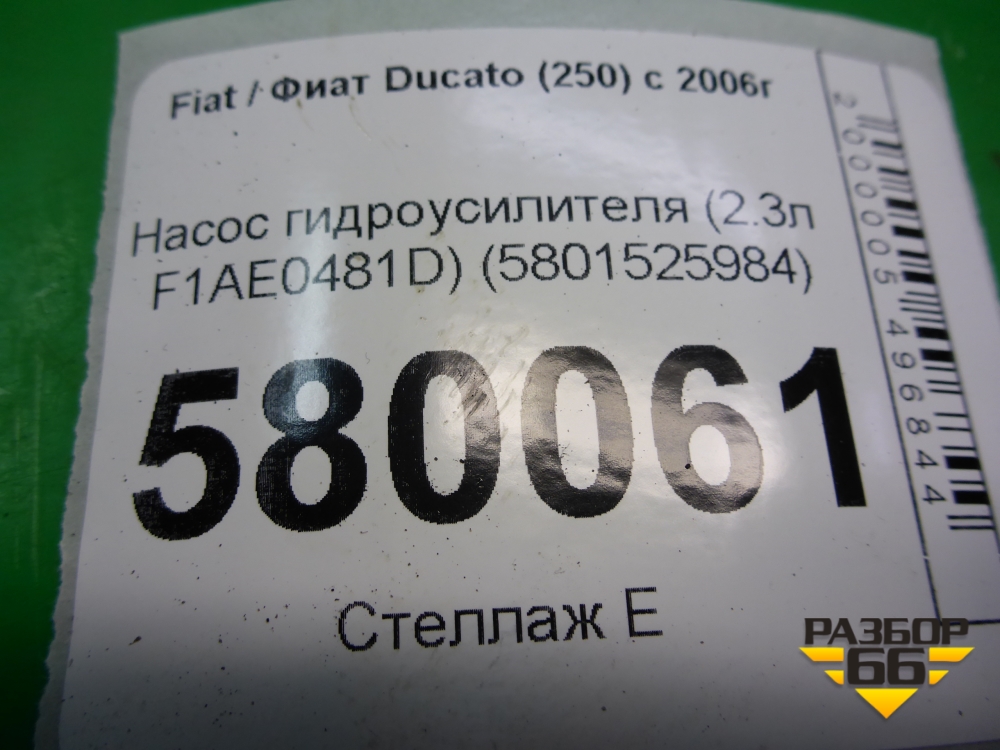 Fiat / Фиат Ducato (250) с 2006г
Насос гидроусилителя (2.3л
F1AE0481D) (5801525984)
580061
Стеллаж Е
2000005496844
РАЗБОР
66